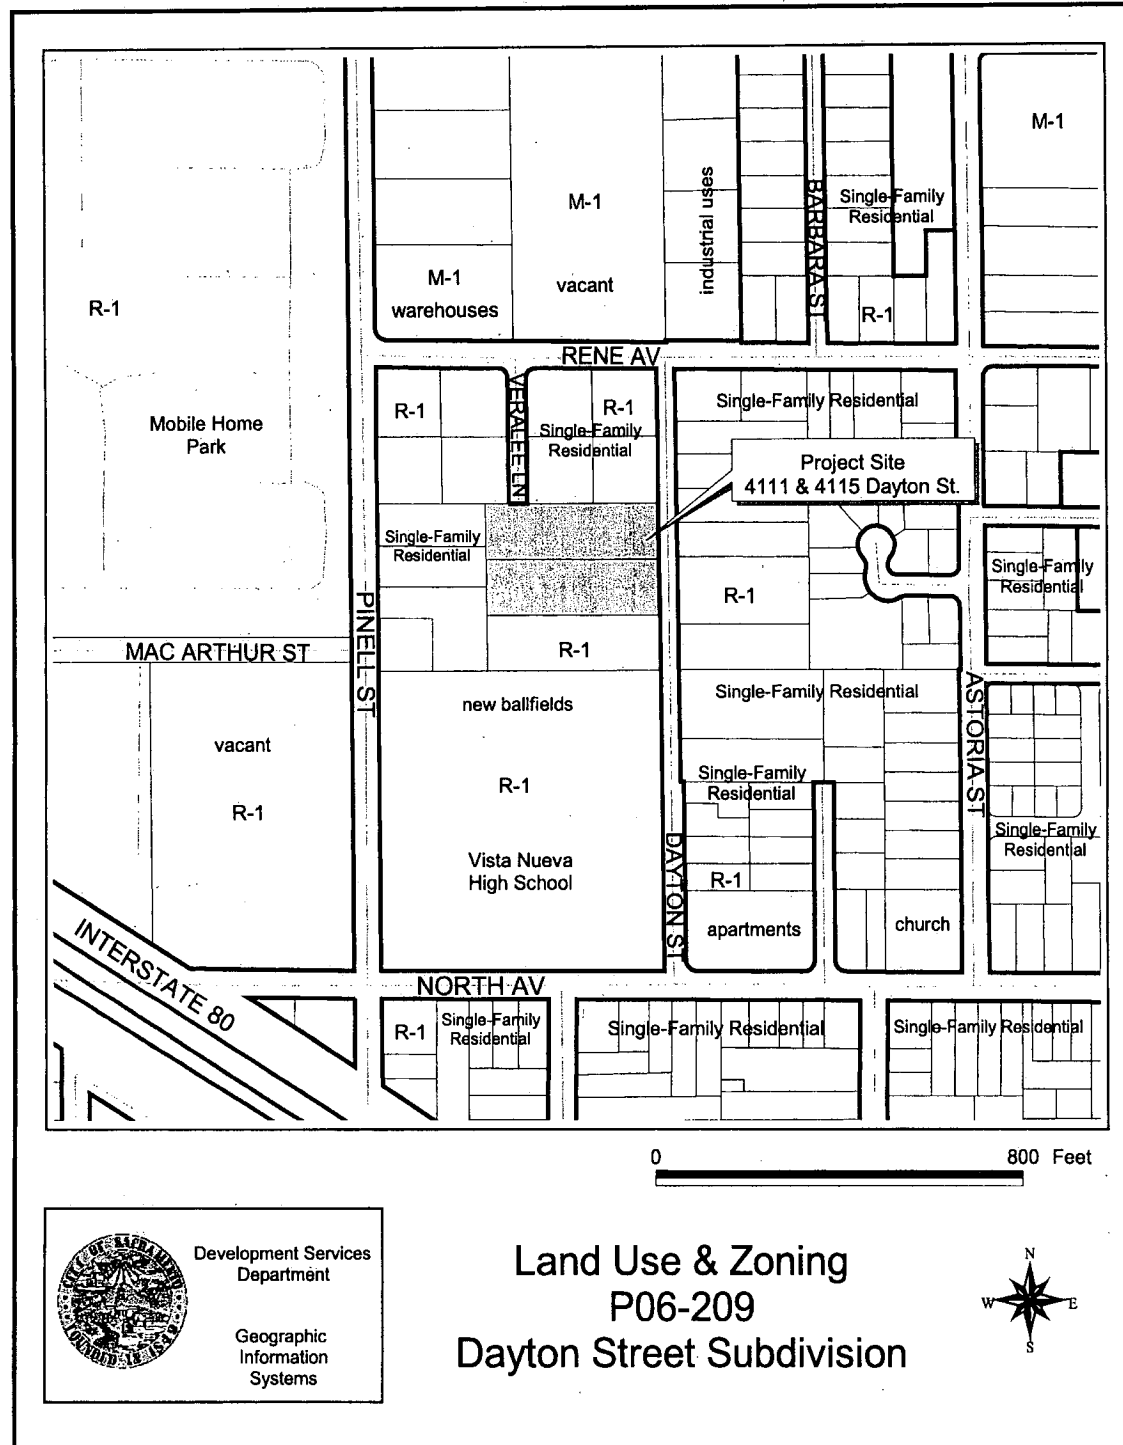 M-1
BARBARA ST
Single-Family
Residential
industrial uses
M-1
M-1
warehouses
vacant
R-1
R-1
RENE AV
Mobile Home
Park
R-1
VERALEE LN
R-1
Single-Family
Residential
Single-Family Residential
Project Site
4111 & 4115 Dayton St.
Single-Family
Residential
Single-Family
Residential
R-1
PINELL ST
MAC ARTHUR ST
R-1
Single-Family Residential
new ballfields
ASTORIA ST
vacant
R-1
R-1
Single-Family
Residential
Single-Family
Residential
Vista Nueva
High School
DAYTON ST
R-1
apartments
church
INTERSTATE 80
NORTH AV
R-1
Single-Family
Residential
Single-Family Residential
Single-Family Residential
0
800 Feet
CITY OF SACRAMENTO
Development Services
Department
Geographic
Information
Systems
Land Use & Zoning
P06-209
Dayton Street Subdivision
N
W
E
S